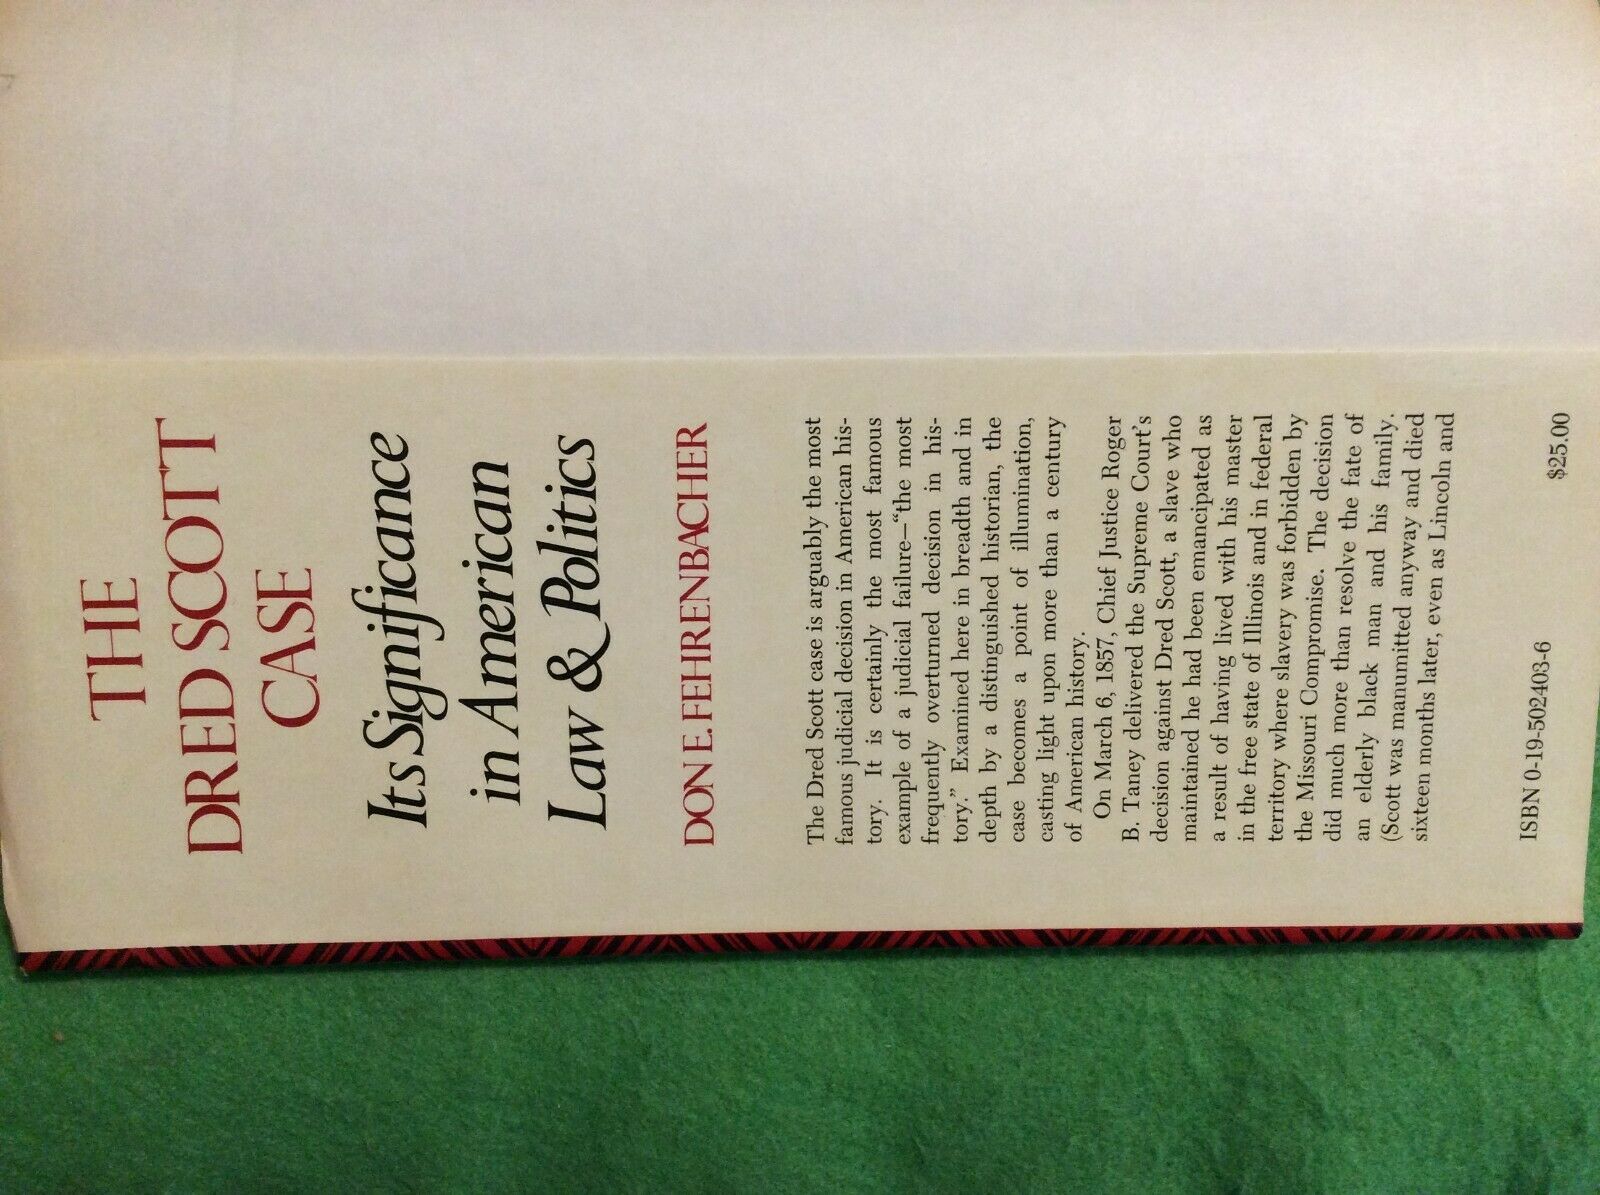 THE
DRED SCOTT
CASE
Its Significance
in American
Law & Politics
DON E. FEHRENBACHER
The Dred Scott case is arguably the most
famous judicial decision in American his-
tory. It is certainly the most famous
example of a judicial failure—"the most
frequently overturned decision in his-
tory." Examined here in breadth and in
depth by a distinguished historian, the
case becomes a point of illumination,
casting light upon more than a century
of American history.
On March 6, 1857, Chief Justice Roger
B. Taney delivered the Supreme Court's
decision against Dred Scott, a slave who
maintained he had been emancipated as
a result of having lived with his master
in the free state of Illinois and in federal
territory where slavery was forbidden by
the Missouri Compromise. The decision
did much more than resolve the fate of
an elderly black man and his family.
(Scott was manumitted anyway and died
sixteen months later, even as Lincoln and
ISBN 0-19-502403-6 $25.00